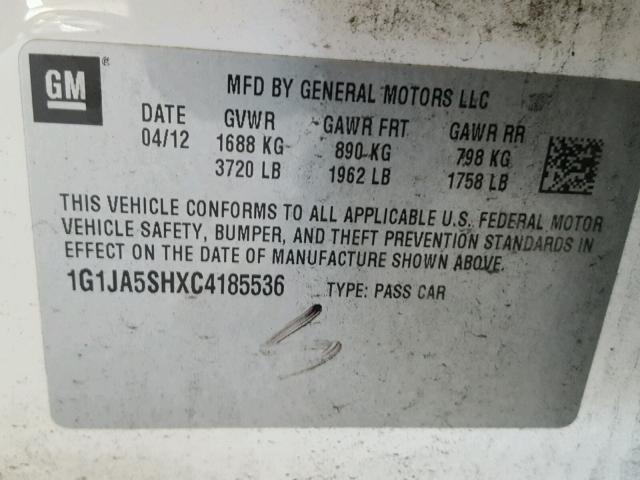 GM®
MFD BY GENERAL MOTORS LLC
DATE GVWR GAWR FRT GAWR RR
04/12 1688 KG 890 KG 798 KG
3720 LB 1962 LB 1758 LB
THIS VEHICLE CONFORMS TO ALL APPLICABLE U.S. FEDERAL MOTOR
VEHICLE SAFETY, BUMPER, AND THEFT PREVENTION STANDARDS IN
EFFECT ON THE DATE OF MANUFACTURE SHOWN ABOVE.
1G1JA5SHXC4185536 TYPE: PASS CAR